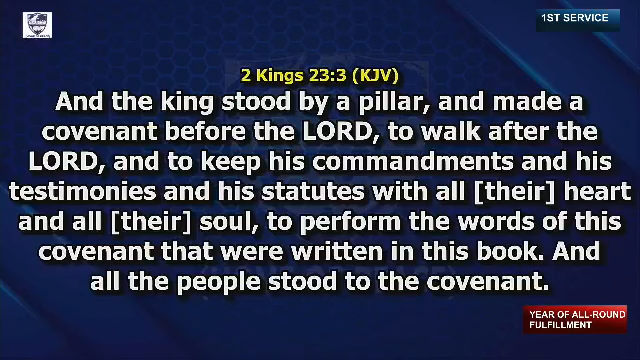 1ST SERVICE
2 Kings 23:3 (KJV)
And the king stood by a pillar, and made a
covenant before the LORD, to walk after the
LORD, and to keep his commandments and his
testimonies and his statutes with all [their] heart
and all [their] soul, to perform the words of this
covenant that were written in this book. And
all the people stood to the covenant.
YEAR OF ALL-ROUND
FULFILLMENT